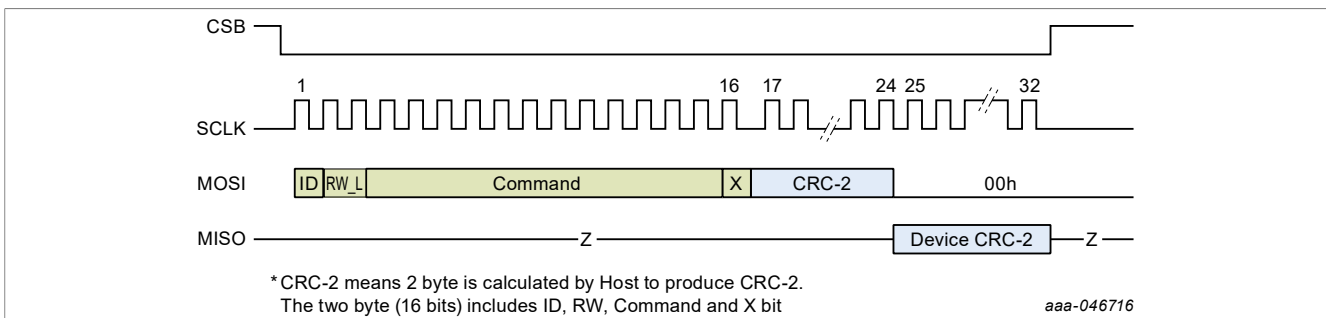 CSB
1 16 17 24 25 32
SCLK
MOSI ID RW_L Command X CRC-2 00h
MISO Z Device CRC-2 Z
*CRC-2 means 2 byte is calculated by Host to produce CRC-2.
The two byte (16 bits) includes ID, RW, Command and X bit
aaa-046716